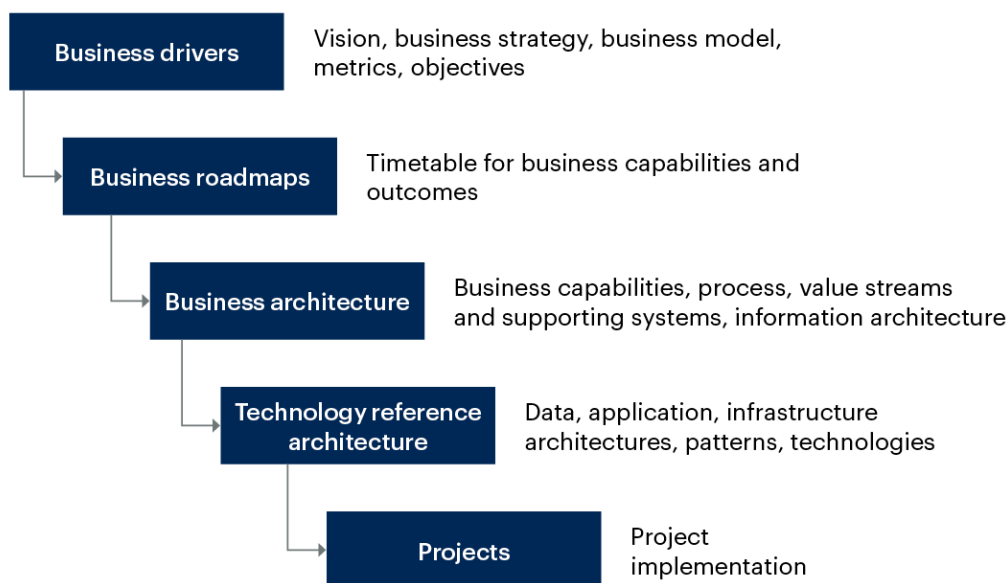 Business drivers
Vision, business strategy, business model,
metrics, objectives
Business roadmaps
Timetable for business capabilities and
outcomes
Business architecture
Business capabilities, process, value streams
and supporting systems, information architecture
Technology reference
architecture
Data, application, infrastructure
architectures, patterns, technologies
Projects
Project
implementation